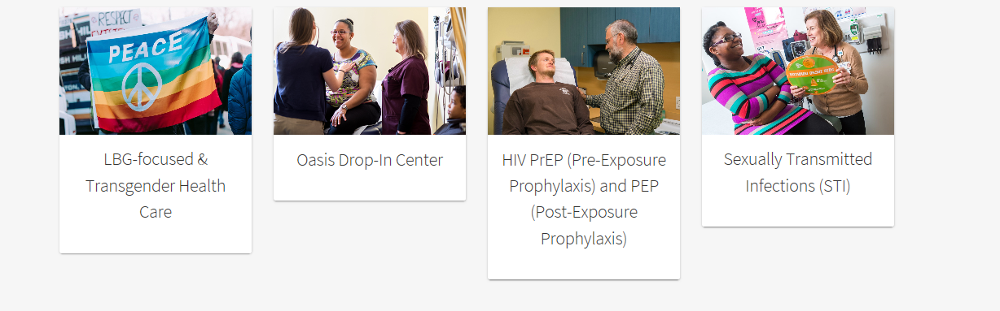 RESPECT
PEACE
LBG-focused &
Transgender Health
Care
Oasis Drop-In Center
HIV PrEP (Pre-Exposure
Prophylaxis) and PEP
(Post-Exposure
Prophylaxis)
Sexually Transmitted
Infections (STI)